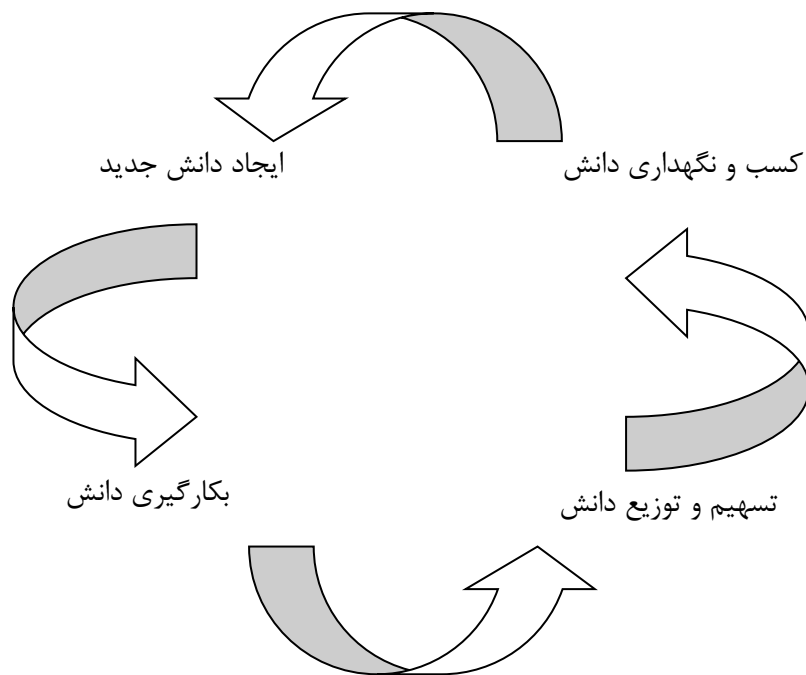 کسب و نگهداری دانش
ایجاد دانش جدید
تسهیم و توزیع دانش
بکارگیری دانش